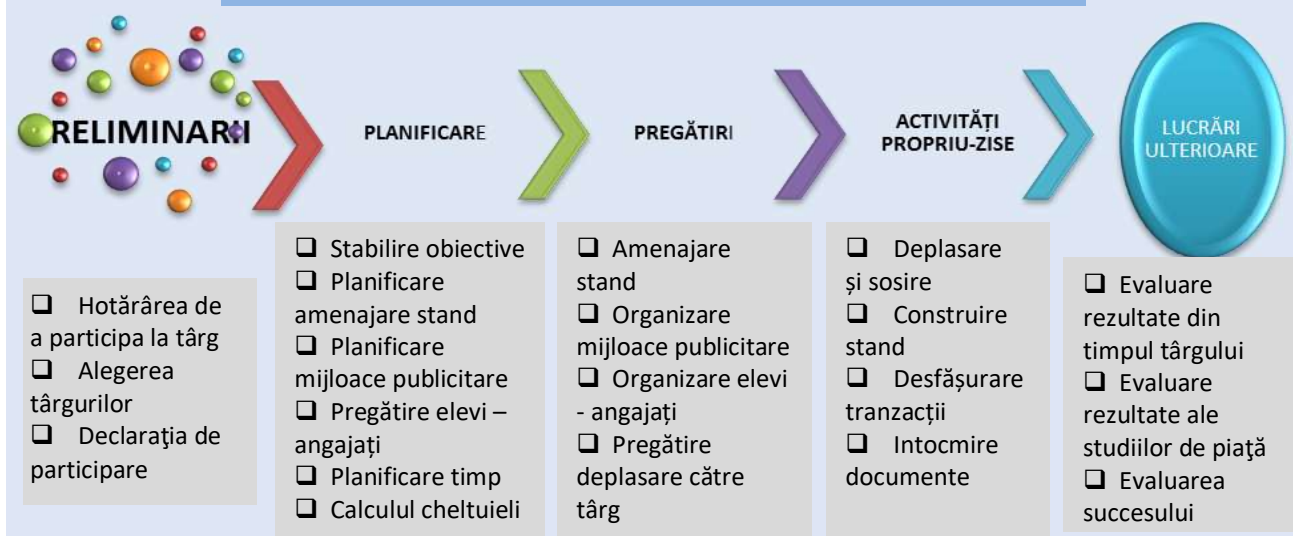 PRELIMINARII
PLANIFICARE
PREGĂTIRI
ACTIVITĂȚI
PROPRIU-ZISE
LUCRĂRI
ULTERIOARE
❑ Hotărârea de
a participa la târg
❑ Alegerea
târgurilor
❑ Declaraţia de
participare
❑ Stabilire obiective
❑ Planificare
amenajare stand
❑ Planificare
mijloace publicitare
❑ Pregătire elevi –
angajați
❑ Planificare timp
❑ Calculul cheltuieli
❑ Amenajare
stand
❑ Organizare
mijloace publicitare
❑ Organizare elevi
- angajați
❑ Pregătire
deplasare către
târg
❑ Deplasare
și sosire
❑ Construire
stand
❑ Desfășurare
tranzacții
❑ Intocmire
documente
❑ Evaluare
rezultate din
timpul târgului
❑ Evaluare
rezultate ale
studiilor de piaţă
❑ Evaluarea
succesului